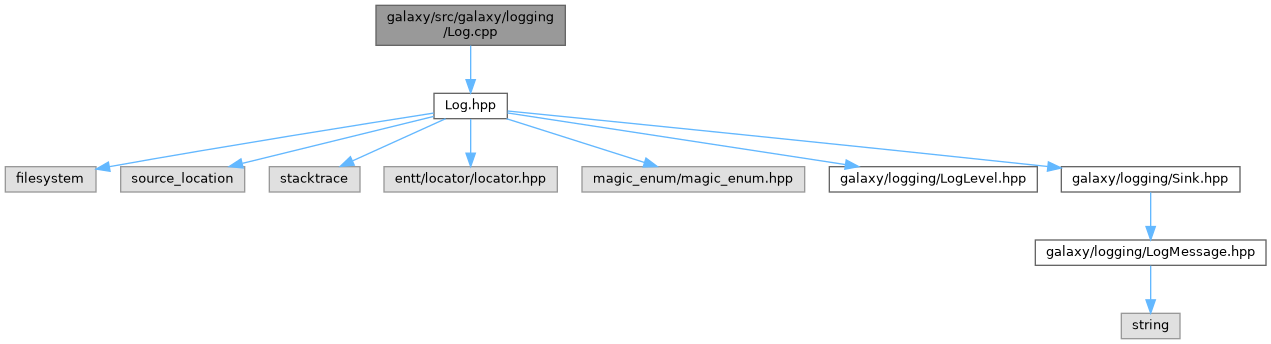 galaxy/src/galaxy/logging
/Log.cpp
Log.hpp
filesystem
source_location
stacktrace
entt/locator/locator.hpp
magic_enum/magic_enum.hpp
galaxy/logging/LogLevel.hpp
galaxy/logging/Sink.hpp
galaxy/logging/LogMessage.hpp
string